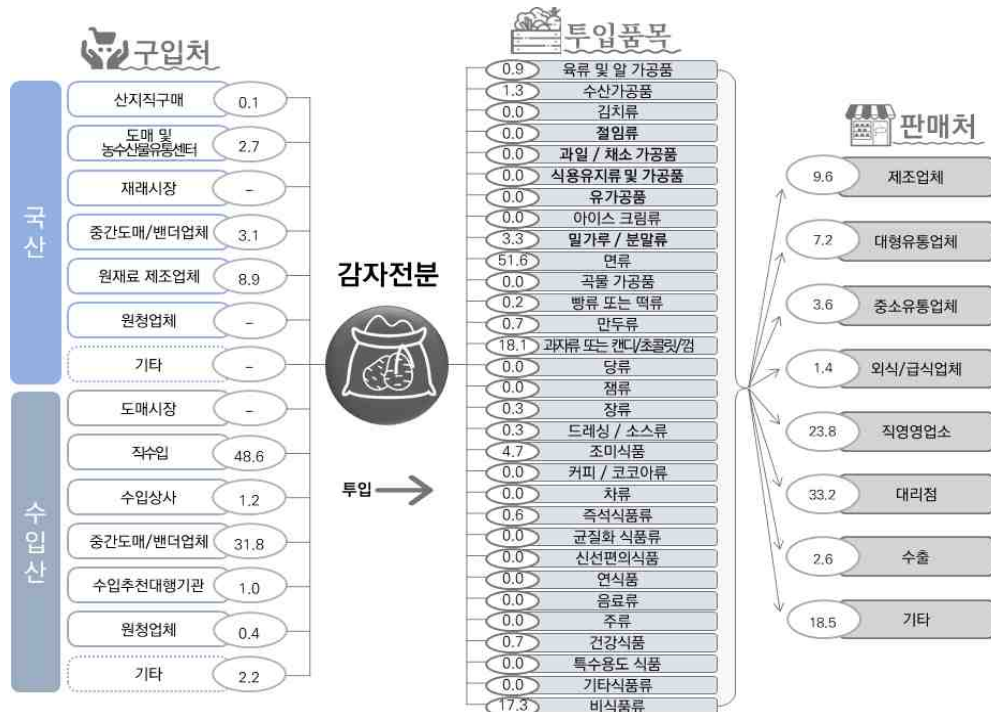 구입처
국산
산지직구매 0.1
도매 및
농수산물유통센터 2.7
재래시장 –
중간도매/밴더업체 3.1
원재료 제조업체 8.9
원청업체 –
기타 –
수입산
도매시장 –
직수입 48.6
수입상사 1.2
중간도매/밴더업체 31.8
수입추천대행기관 1.0
원청업체 0.4
기타 2.2
감자전분
투입
투입품목
0.9 육류 및 알 가공품
1.3 수산가공품
0.0 김치류
0.0 절임류
0.0 과일 / 채소 가공품
0.0 식용유지류 및 가공품
0.0 유가공품
0.0 아이스 크림류
3.3 밀가루 / 분말류
51.6 면류
0.0 곡물 가공품
0.2 빵류 또는 떡류
0.7 만두류
18.1 과자류 또는 캔디/초콜릿/껌
0.0 당류
0.0 잼류
0.3 장류
0.3 드레싱 / 소스류
4.7 조미식품
0.0 커피 / 코코아류
0.0 차류
0.6 즉석식품류
0.0 균질화 식품류
0.0 신선편의식품
0.0 연식품
0.0 음료류
0.0 주류
0.7 건강식품
0.0 특수용도 식품
0.0 기타식품류
17.3 비식품류
판매처
9.6 제조업체
7.2 대형유통업체
3.6 중소유통업체
1.4 외식/급식업체
23.8 직영영업소
33.2 대리점
2.6 수출
18.5 기타